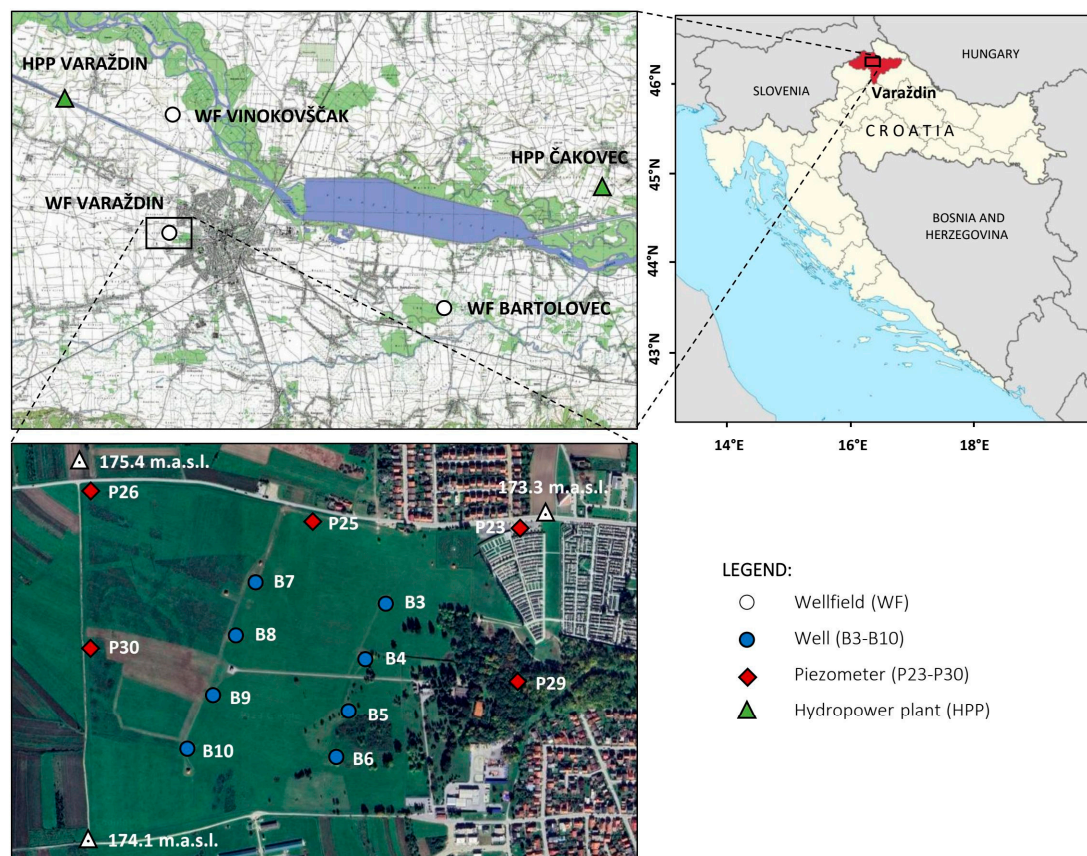 HPP VARAŽDIN
WF VINOKOVŠČAK
HPP ČAKOVEC
WF VARAŽDIN
WF BARTOLOVEC
HUNGARY
SLOVENIA
Varaždin
CROATIA
BOSNIA AND
HERZEGOVINA
46°N
45°N
44°N
43°N
14°E
16°E
18°E
175.4 m.a.s.l.
P26
173.3 m.a.s.l.
P25
P23
B7
B3
B8
P30
B4
P29
B9
B5
B10
B6
174.1 m.a.s.l.
LEGEND:
Wellfield (WF)
Well (B3-B10)
Piezometer (P23-P30)
Hydropower plant (HPP)